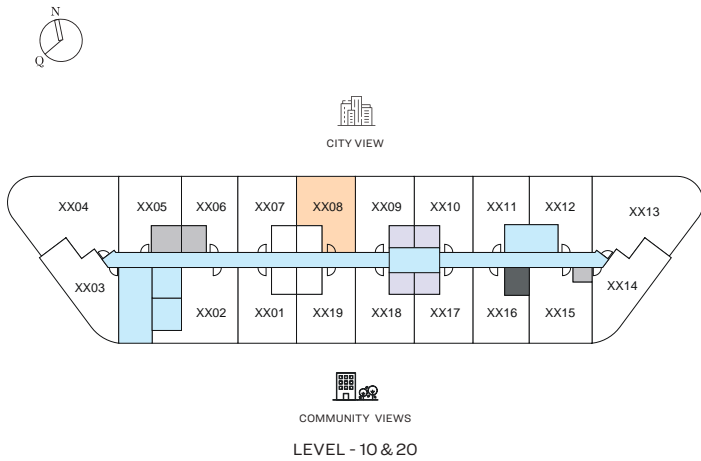 N
Q
CITY VIEW
XX04 XX05 XX06 XX07 XX08 XX09 XX10 XX11 XX12 XX13
XX03 XX02 XX01 XX19 XX18 XX17 XX16 XX15 XX14
COMMUNITY VIEWS
LEVEL - 10 & 20